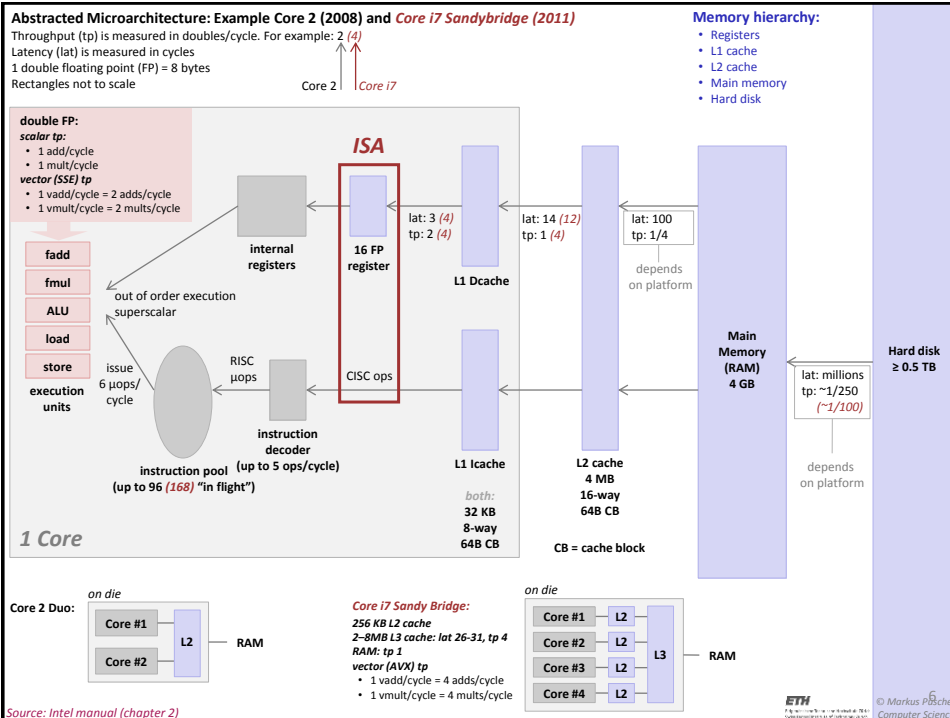 Abstracted Microarchitecture: Example Core 2 (2008) and Core i7 Sandybridge (2011)
Throughput (tp) is measured in doubles/cycle. For example: 2 (4)
Latency (lat) is measured in cycles
1 double floating point (FP) = 8 bytes
Rectangles not to scale
Core 2
Core i7
Memory hierarchy:
• Registers
• L1 cache
• L2 cache
• Main memory
• Hard disk
double FP:
scalar tp:
• 1 add/cycle
• 1 mult/cycle
vector (SSE) tp
• 1 vadd/cycle = 2 adds/cycle
• 1 vmult/cycle = 2 mults/cycle
fadd
fmul
ALU
load
store
execution
units
ISA
internal
registers
16 FP
register
lat: 3 (4)
tp: 2 (4)
L1 Dcache
lat: 14 (12)
tp: 1 (4)
lat: 100
tp: 1/4
depends
on platform
out of order execution
superscalar
issue
6 µops/
cycle
RISC
µops
CISC ops
instruction pool
(up to 96 (168) “in flight”)
instruction
decoder
(up to 5 ops/cycle)
L1 Icache
both:
32 KB
8-way
64B CB
L2 cache
4 MB
16-way
64B CB
CB = cache block
Main
Memory
(RAM)
4 GB
lat: millions
tp: ~1/250
(~1/100)
depends
on platform
Hard disk
≥ 0.5 TB
1 Core
Core 2 Duo:
on die
Core #1
Core #2
L2
RAM
Core i7 Sandy Bridge:
256 KB L2 cache
2–8MB L3 cache: lat 26-31, tp 4
RAM: tp 1
vector (AVX) tp
• 1 vadd/cycle = 4 adds/cycle
• 1 vmult/cycle = 4 mults/cycle
on die
Core #1 L2
Core #2 L2
Core #3 L2
Core #4 L2
L3
RAM
Source: Intel manual (chapter 2)
ETH
6
© Markus
Computer